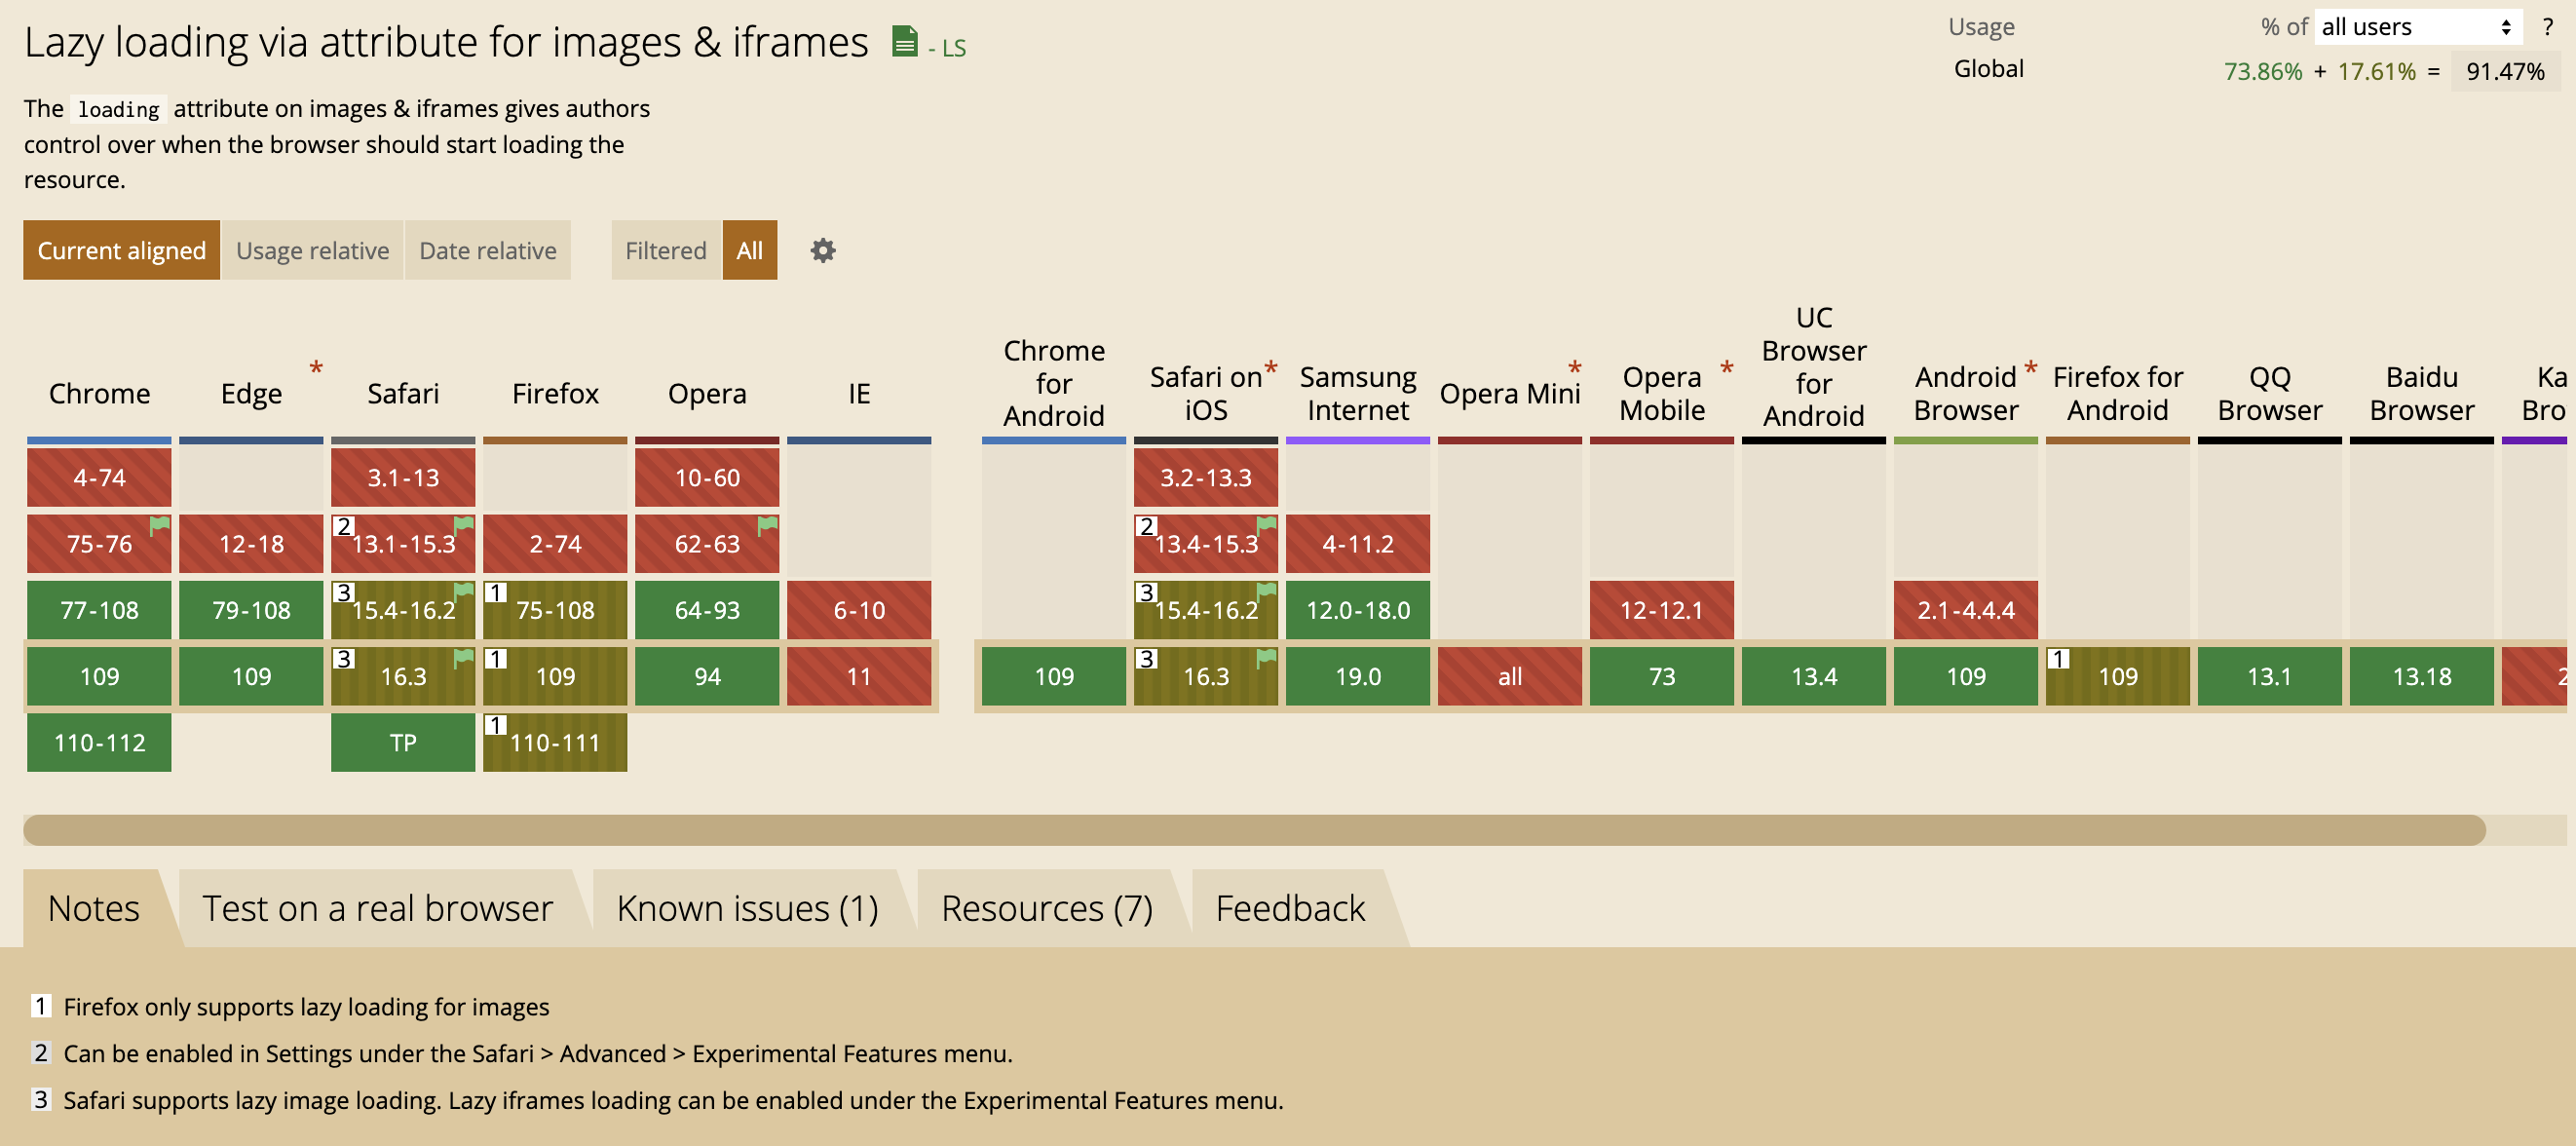 Lazy loading via attribute for images & iframes - LS
Usage % of all users ?
Global 73.86% + 17.61% = 91.47%
The loading attribute on images & iframes gives authors
control over when the browser should start loading the
resource.
Current aligned Usage relative Date relative Filtered All
Chrome Edge * Safari Firefox Opera IE
Chrome for Android Safari on iOS * Samsung Internet Opera Mini * Opera Mobile * UC Browser for Android Android Browser * Firefox for Android QQ Browser Baidu Browser Ka Bro
4-74 3.1-13 10-60 3.2-13.3
75-76 12-18 2 13.1-15.3 2-74 62-63 2 13.4-15.3 4-11.2
77-108 79-108 3 15.4-16.2 1 75-108 64-93 6-10 3 15.4-16.2 12.0-18.0 12-12.1 2.1-4.4.4
109 109 3 16.3 1 109 94 11 109 3 16.3 19.0 all 73 13.4 109 1 109 13.1 13.18 2
110-112 TP 1 110-111
Notes Test on a real browser Known issues (1) Resources (7) Feedback
1 Firefox only supports lazy loading for images
2 Can be enabled in Settings under the Safari > Advanced > Experimental Features menu.
3 Safari supports lazy image loading. Lazy iframes loading can be enabled under the Experimental Features menu.